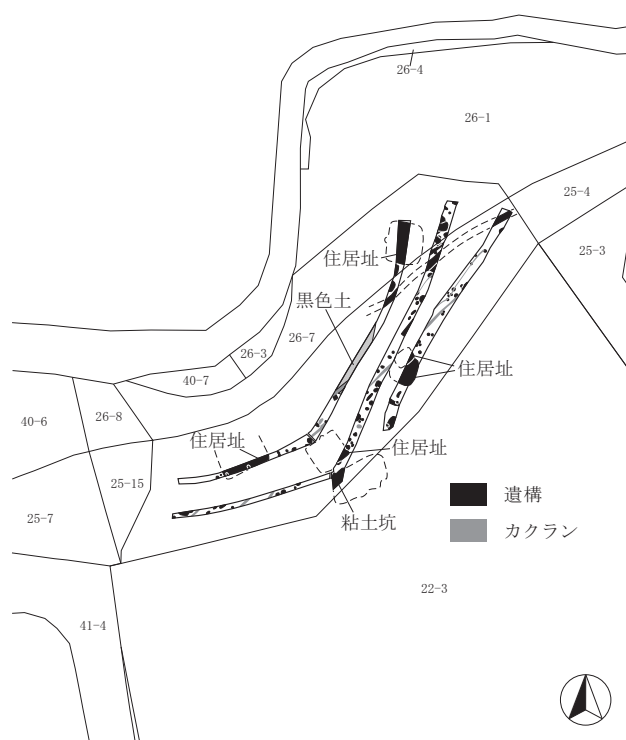 26-4
26-1
25-4
25-3
住居址
黒色土
26-7
26-3
40-7
住居址
40-6
26-8
住居址
住居址
25-15
25-7
粘土坑
遺構
カクラン
22-3
41-4